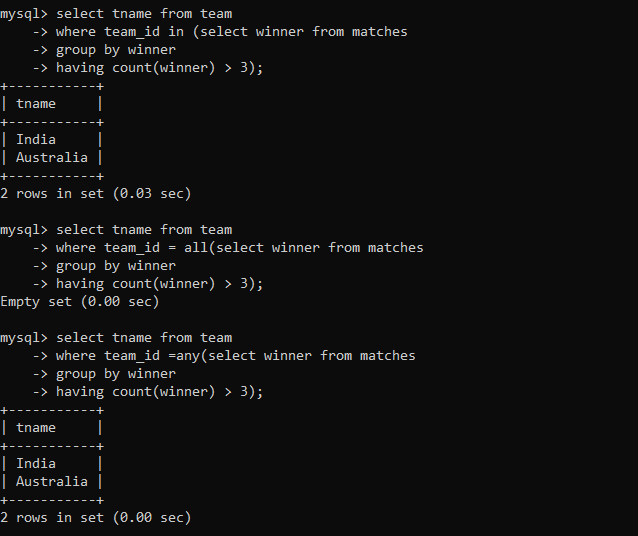 mysql> select tname from team
    -> where team_id in (select winner from matches
    -> group by winner
    -> having count(winner) > 3);
+-----------+
| tname     |
+-----------+
| India     |
| Australia |
+-----------+
2 rows in set (0.03 sec)

mysql> select tname from team
    -> where team_id = all(select winner from matches
    -> group by winner
    -> having count(winner) > 3);
Empty set (0.00 sec)

mysql> select tname from team
    -> where team_id =any(select winner from matches
    -> group by winner
    -> having count(winner) > 3);
+-----------+
| tname     |
+-----------+
| India     |
| Australia |
+-----------+
2 rows in set (0.00 sec)